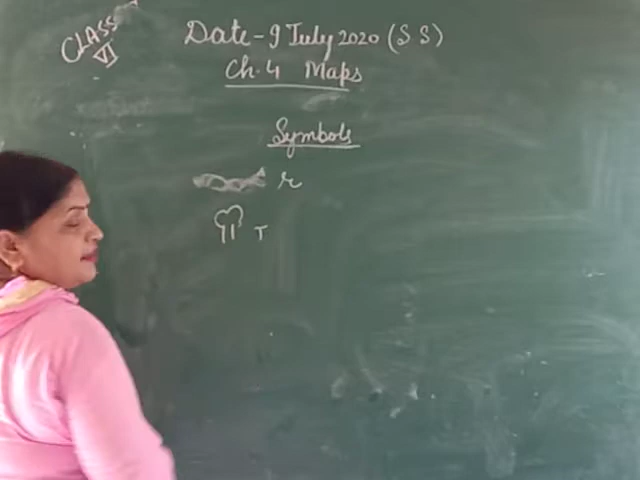 CLASS
VI
Date - 9 July 2020 (S S)
Ch.4 Maps
Symbols
r
T